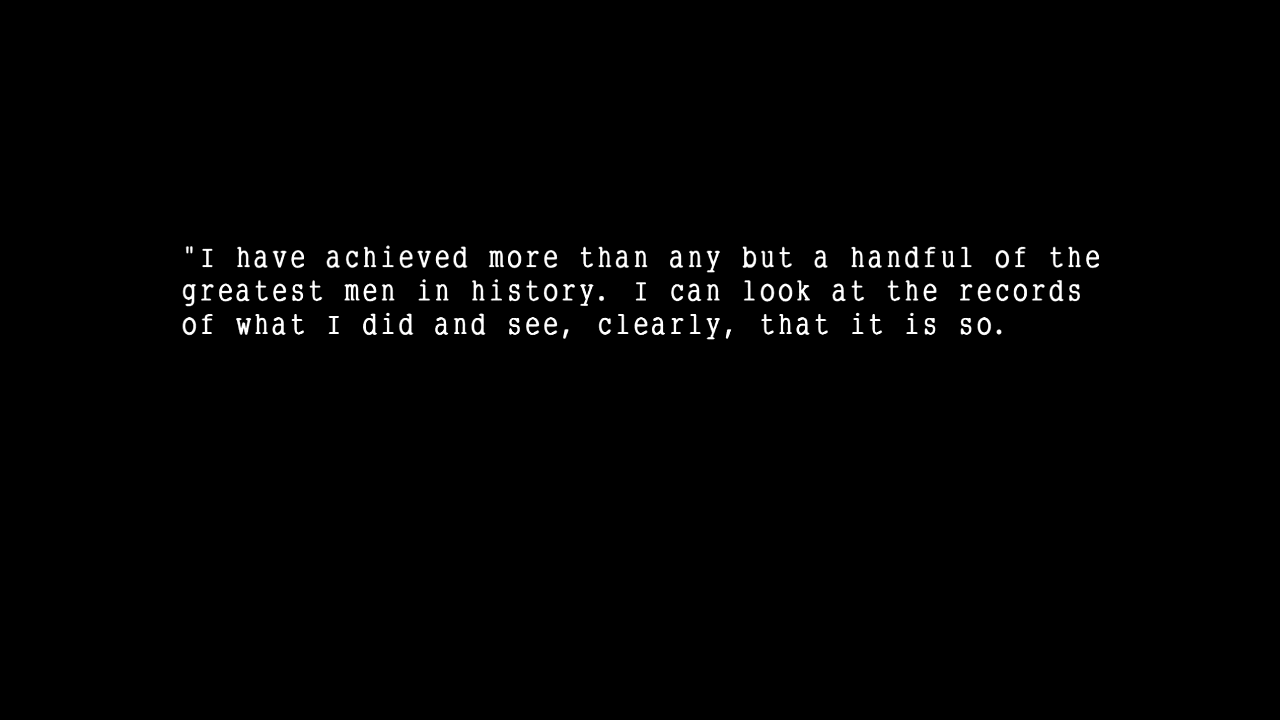 "I have achieved more than any but a handful of the
greatest men in history. I can look at the records
of what I did and see, clearly, that it is so.